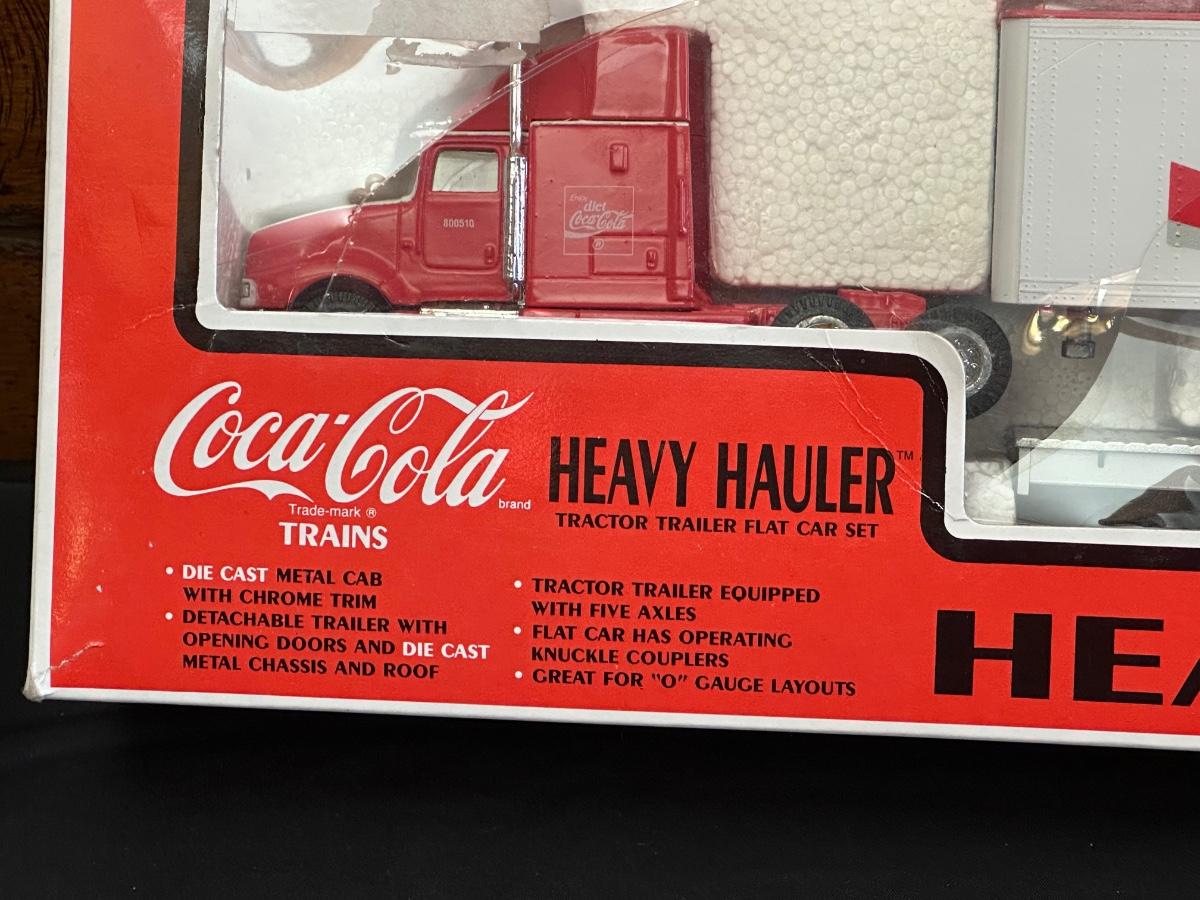 800510
Enjoy
diet
Coca-Cola
®
Coca-Cola
brand
Trade-mark ®
TRAINS
HEAVY HAULER™
TRACTOR TRAILER FLAT CAR SET
• DIE CAST METAL CAB
WITH CHROME TRIM
• DETACHABLE TRAILER WITH
OPENING DOORS AND DIE CAST
METAL CHASSIS AND ROOF
• TRACTOR TRAILER EQUIPPED
WITH FIVE AXLES
• FLAT CAR HAS OPERATING
KNUCKLE COUPLERS
• GREAT FOR "O" GAUGE LAYOUTS
HE